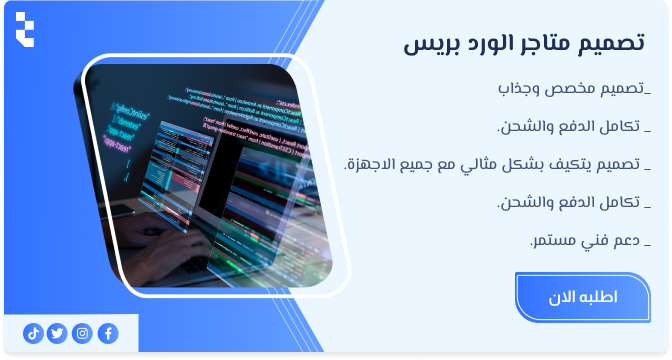 تصميم متاجر الورد بريس
_تصميم مخصص وجذاب
_ تكامل الدفع والشحن.
_ تصميم يتكيف بشكل مثالي مع جميع الاجهزة.
_ تكامل الدفع والشحن.
_ دعم فني مستمر.
اطلبه الان